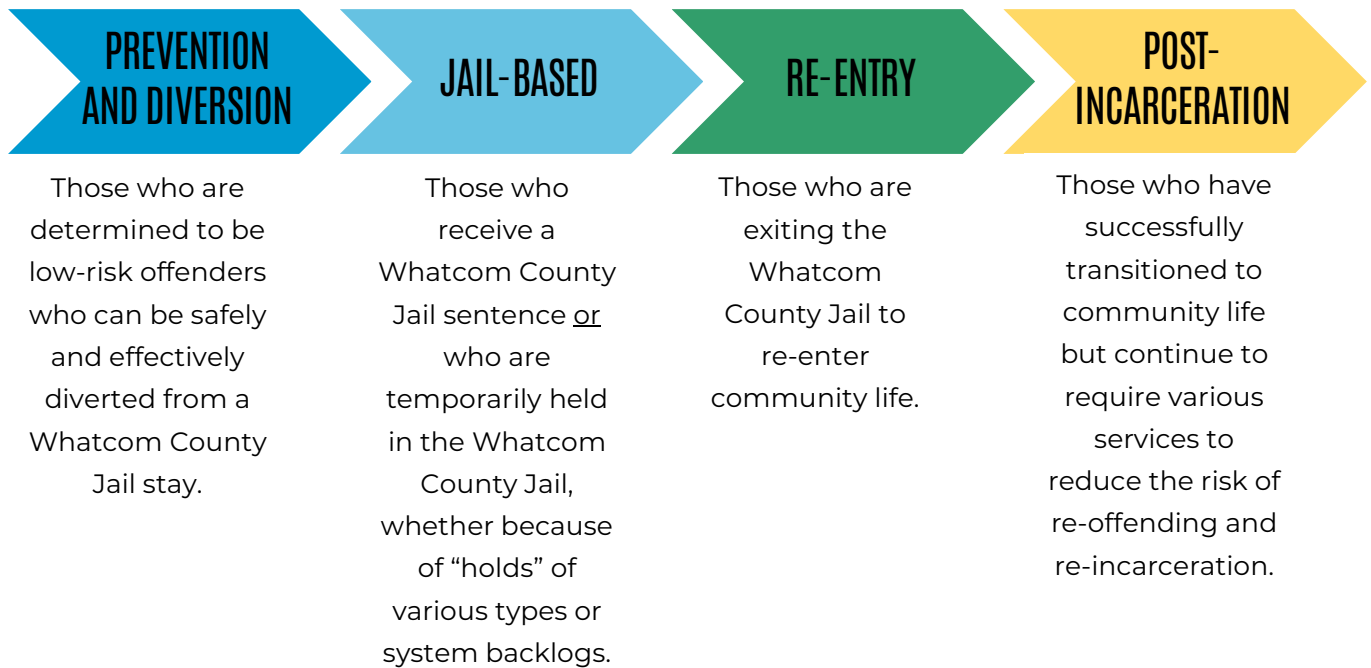 PREVENTION
AND DIVERSION
Those who are
determined to be
low-risk offenders
who can be safely
and effectively
diverted from a
Whatcom County
Jail stay.
JAIL-BASED
Those who
receive a
Whatcom County
Jail sentence or
who are
temporarily held
in the Whatcom
County Jail,
whether because
of “holds” of
various types or
system backlogs.
RE-ENTRY
Those who are
exiting the
Whatcom
County Jail to
re-enter
community life.
POST-
INCARCERATION
Those who have
successfully
transitioned to
community life
but continue to
require various
services to
reduce the risk of
re-offending and
re-incarceration.